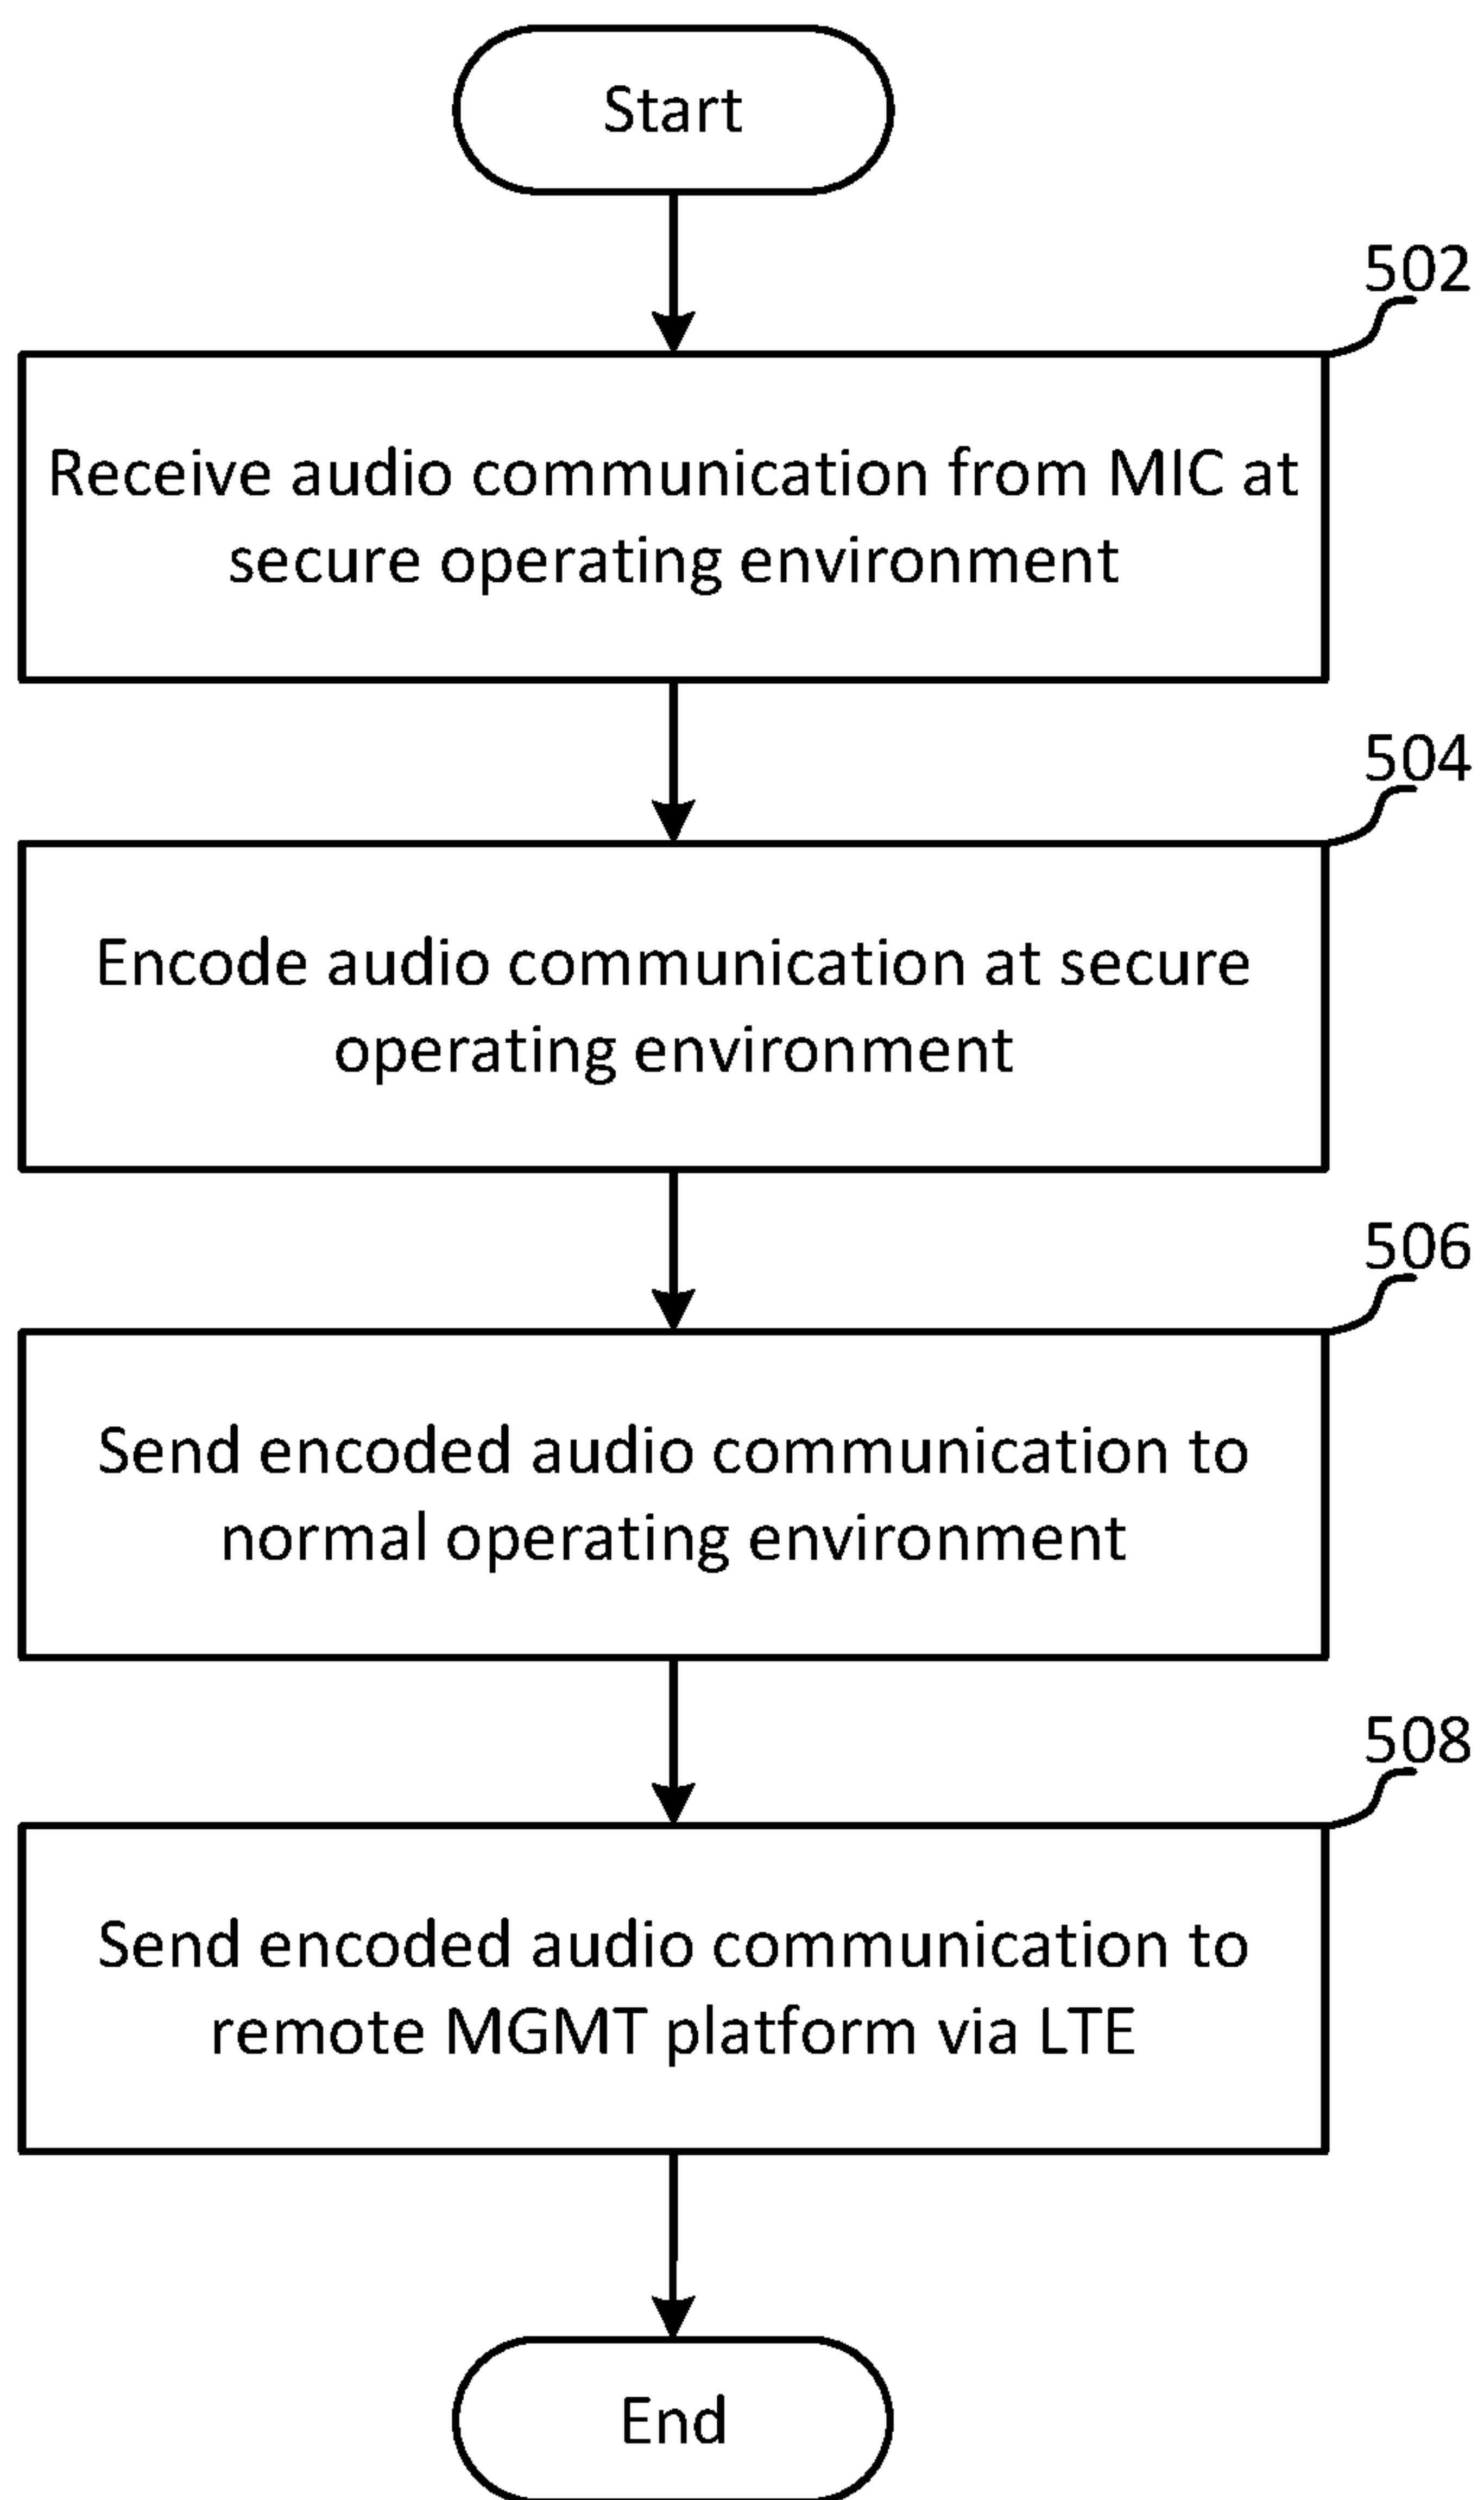 Start
502
Receive audio communication from MIC at
secure operating environment
504
Encode audio communication at secure
operating environment
506
Send encoded audio communication to
normal operating environment
508
Send encoded audio communication to
remote MGMT platform via LTE
End